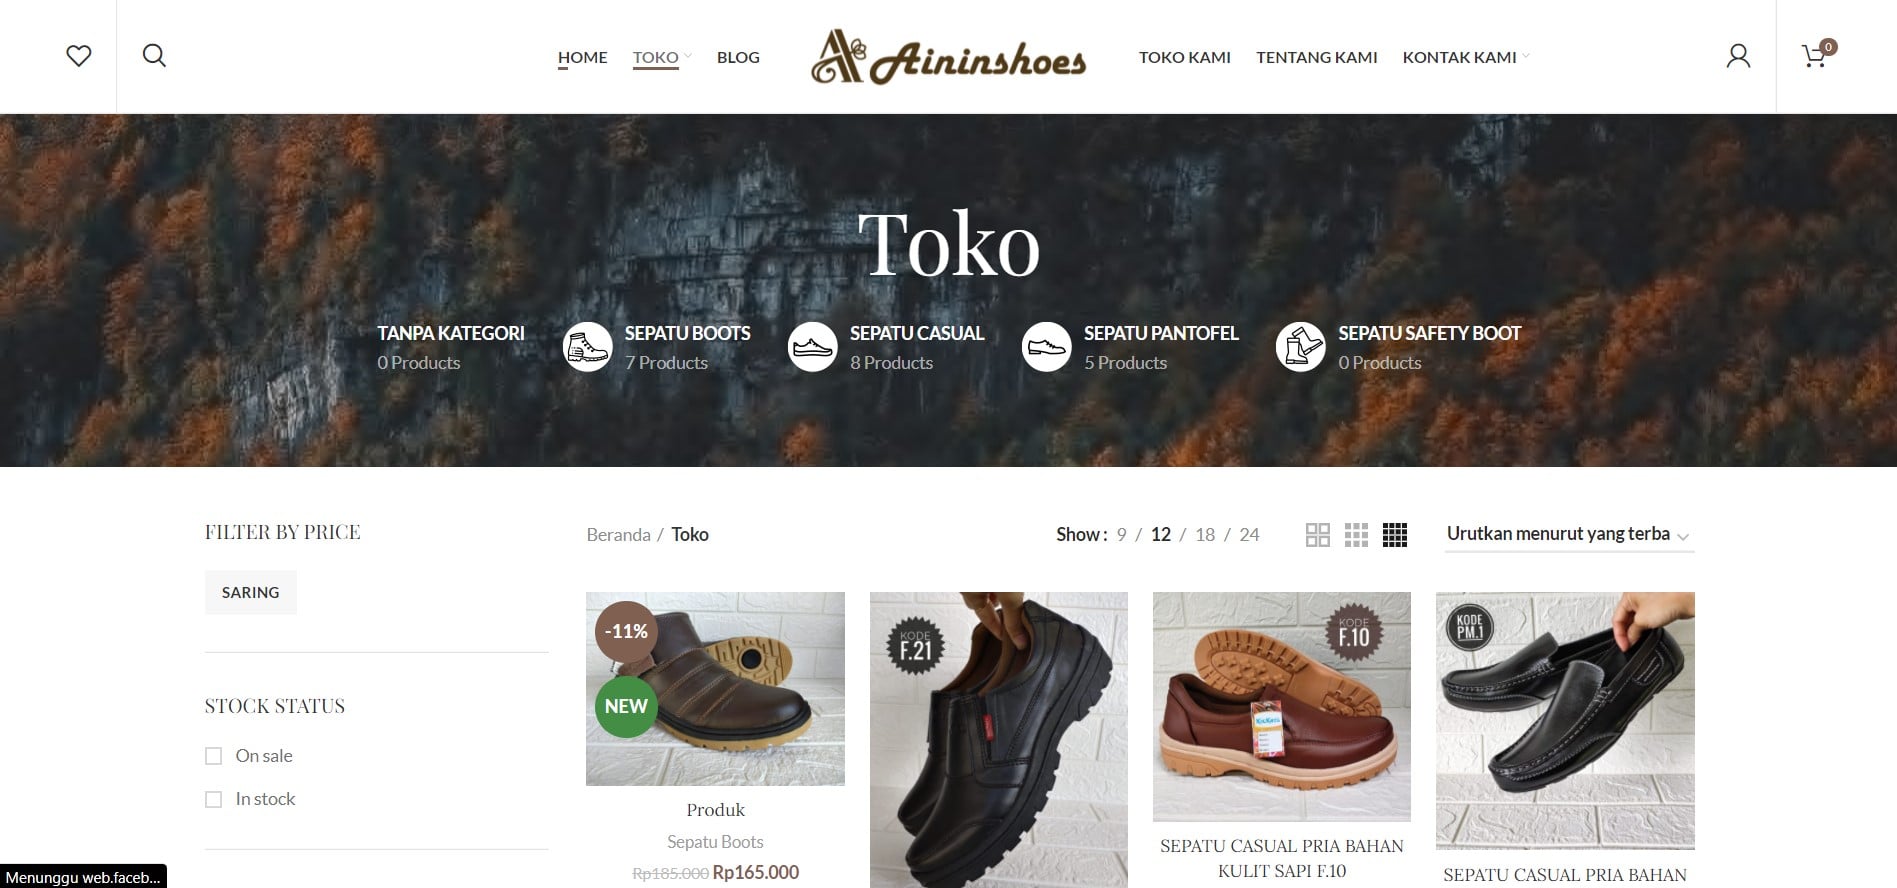 HOME TOKO BLOG Aininshoes TOKO KAMI TENTANG KAMI KONTAK KAMI 0
Toko
TANPA KATEGORI SEPATU BOOTS SEPATU CASUAL SEPATU PANTOFEL SEPATU SAFETY BOOT
0 Products 7 Products 8 Products 5 Products 0 Products
FILTER BY PRICE
SARING
STOCK STATUS
On sale
In stock
Beranda / Toko
Show : 9 / 12 / 18 / 24
Urutkan menurut yang terba
-11%
NEW
Produk
Sepatu Boots
Rp185.000 Rp165.000
KODE
F.21
KODE
F.10
SEPATU CASUAL PRIA BAHAN
KULIT SAPI F.10
KODE
PM.1
SEPATU CASUAL PRIA BAHAN
Menunggu web.faceb...